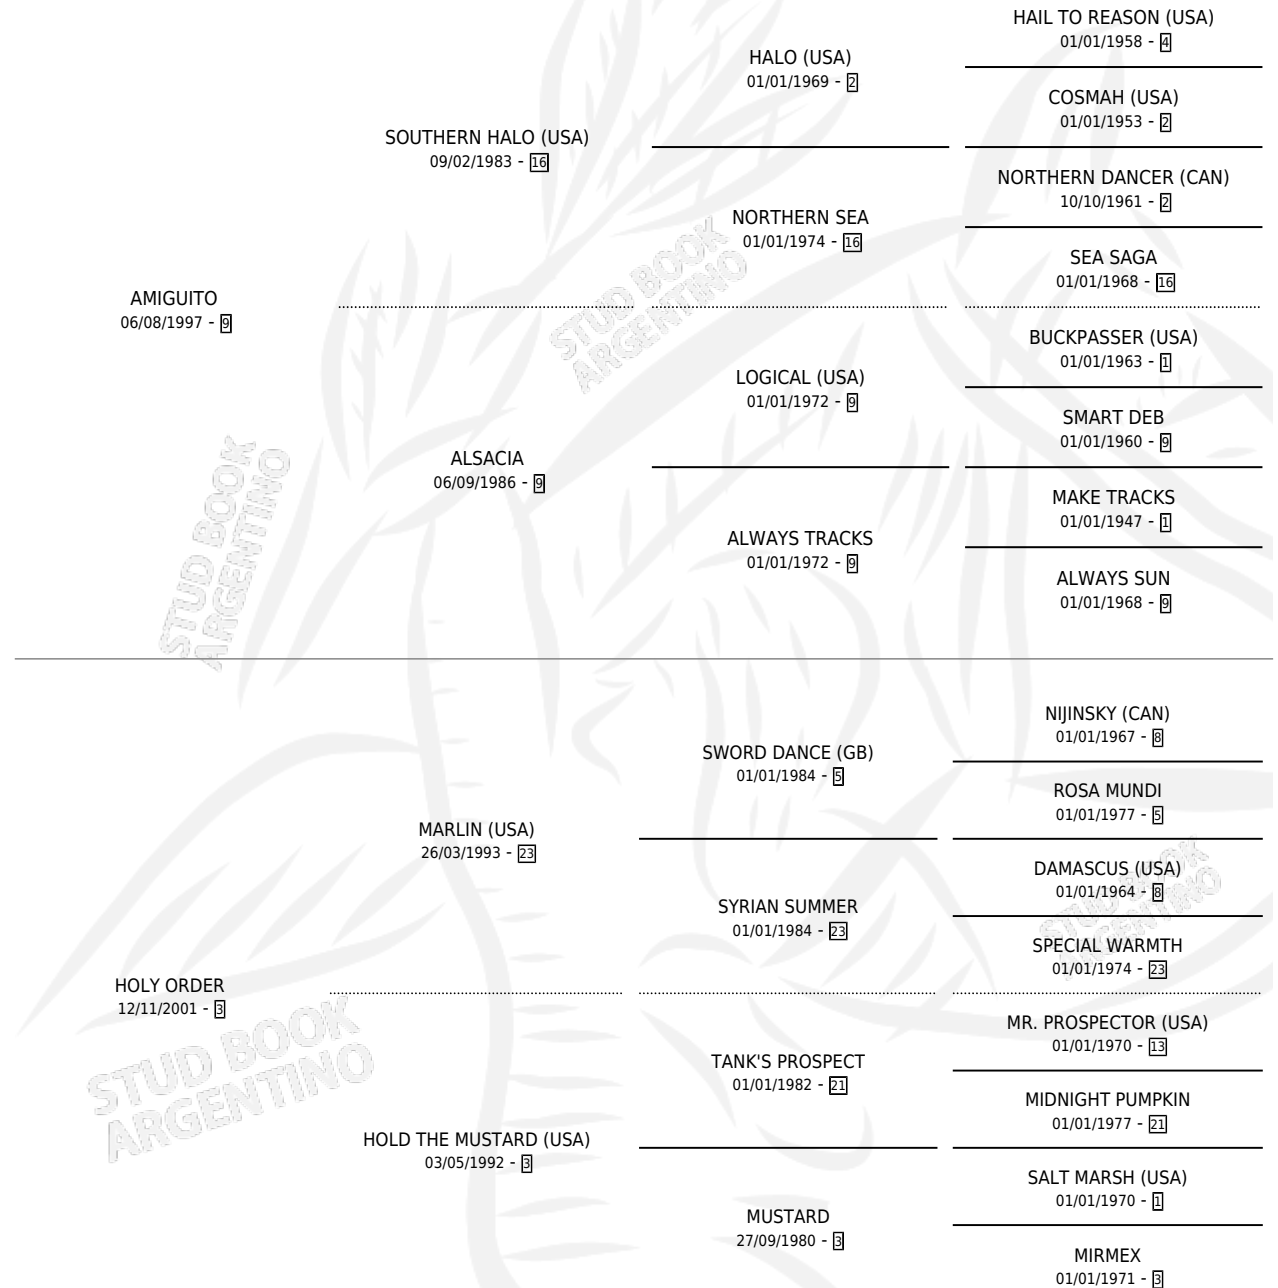 HAIL TO REASON (USA)
01/01/1958 - 4
HALO (USA)
01/01/1969 - 2
COSMAH (USA)
01/01/1953 - 2
SOUTHERN HALO (USA)
09/02/1983 - 16
NORTHERN DANCER (CAN)
10/10/1961 - 2
NORTHERN SEA
01/01/1974 - 16
SEA SAGA
01/01/1968 - 16
AMIGUITO
06/08/1997 - 9
BUCKPASSER (USA)
01/01/1963 - 1
LOGICAL (USA)
01/01/1972 - 9
SMART DEB
01/01/1960 - 9
ALSACIA
06/09/1986 - 9
MAKE TRACKS
01/01/1947 - 1
ALWAYS TRACKS
01/01/1972 - 9
ALWAYS SUN
01/01/1968 - 9
STUD BOOK
ARGENTINO
STUD BOOK
ARGENTINO
NIJINSKY (CAN)
01/01/1967 - 8
SWORD DANCE (GB)
01/01/1984 - 5
ROSA MUNDI
01/01/1977 - 5
MARLIN (USA)
26/03/1993 - 23
DAMASCUS (USA)
01/01/1964 - 8
SYRIAN SUMMER
01/01/1984 - 23
SPECIAL WARMTH
01/01/1974 - 23
HOLY ORDER
12/11/2001 - 3
MR. PROSPECTOR (USA)
01/01/1970 - 13
TANK'S PROSPECT
01/01/1982 - 21
MIDNIGHT PUMPKIN
01/01/1977 - 21
HOLD THE MUSTARD (USA)
03/05/1992 - 3
SALT MARSH (USA)
01/01/1970 - 1
MUSTARD
27/09/1980 - 3
MIRMEX
01/01/1971 - 3
STUD BOOK
ARGENTINO
STUD BOOK
ARGENTINO